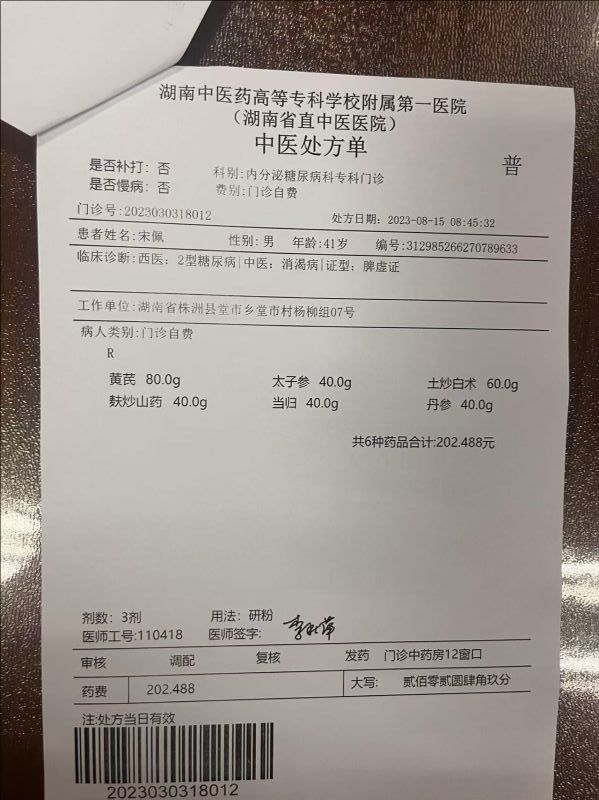 湖南中医药高等专科学校附属第一医院
（湖南省直中医医院）
中医处方单
普
是否补打：否 科别:内分泌糖尿病科专科门诊
是否慢病：否 费别:门诊自费
门诊号:2023030318012 处方日期：2023-08-15 08:45:32
患者姓名:宋佩 性别:男 年龄:41岁 编号:312985266270789633
临床诊断:西医：2型糖尿病|中医：消渴病|证型：脾虚证
工作单位:湖南省株洲县堂市乡堂市村杨柳组07号
病人类别:门诊自费
R
黄芪 80.0g 太子参 40.0g 土炒白术 60.0g
麸炒山药 40.0g 当归 40.0g 丹参 40.0g
共6种药品合计:202.488元
剂数：3剂 用法：研粉
医师工号:110418 医师签字:
审核 调配 复核 发药 门诊中药房12窗口
药费 202.488 大写: 贰佰零贰圆肆角玖分
注:处方当日有效
2023030318012